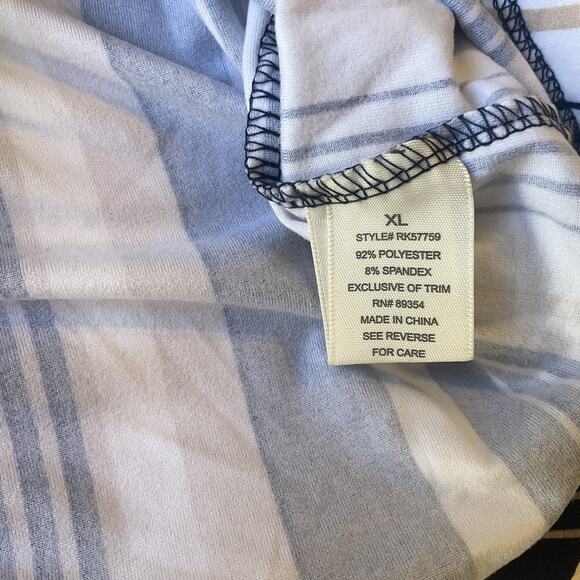 XL
STYLE# RK57759
92% POLYESTER
8% SPANDEX
EXCLUSIVE OF TRIM
RN# 89354
MADE IN CHINA
SEE REVERSE
FOR CARE